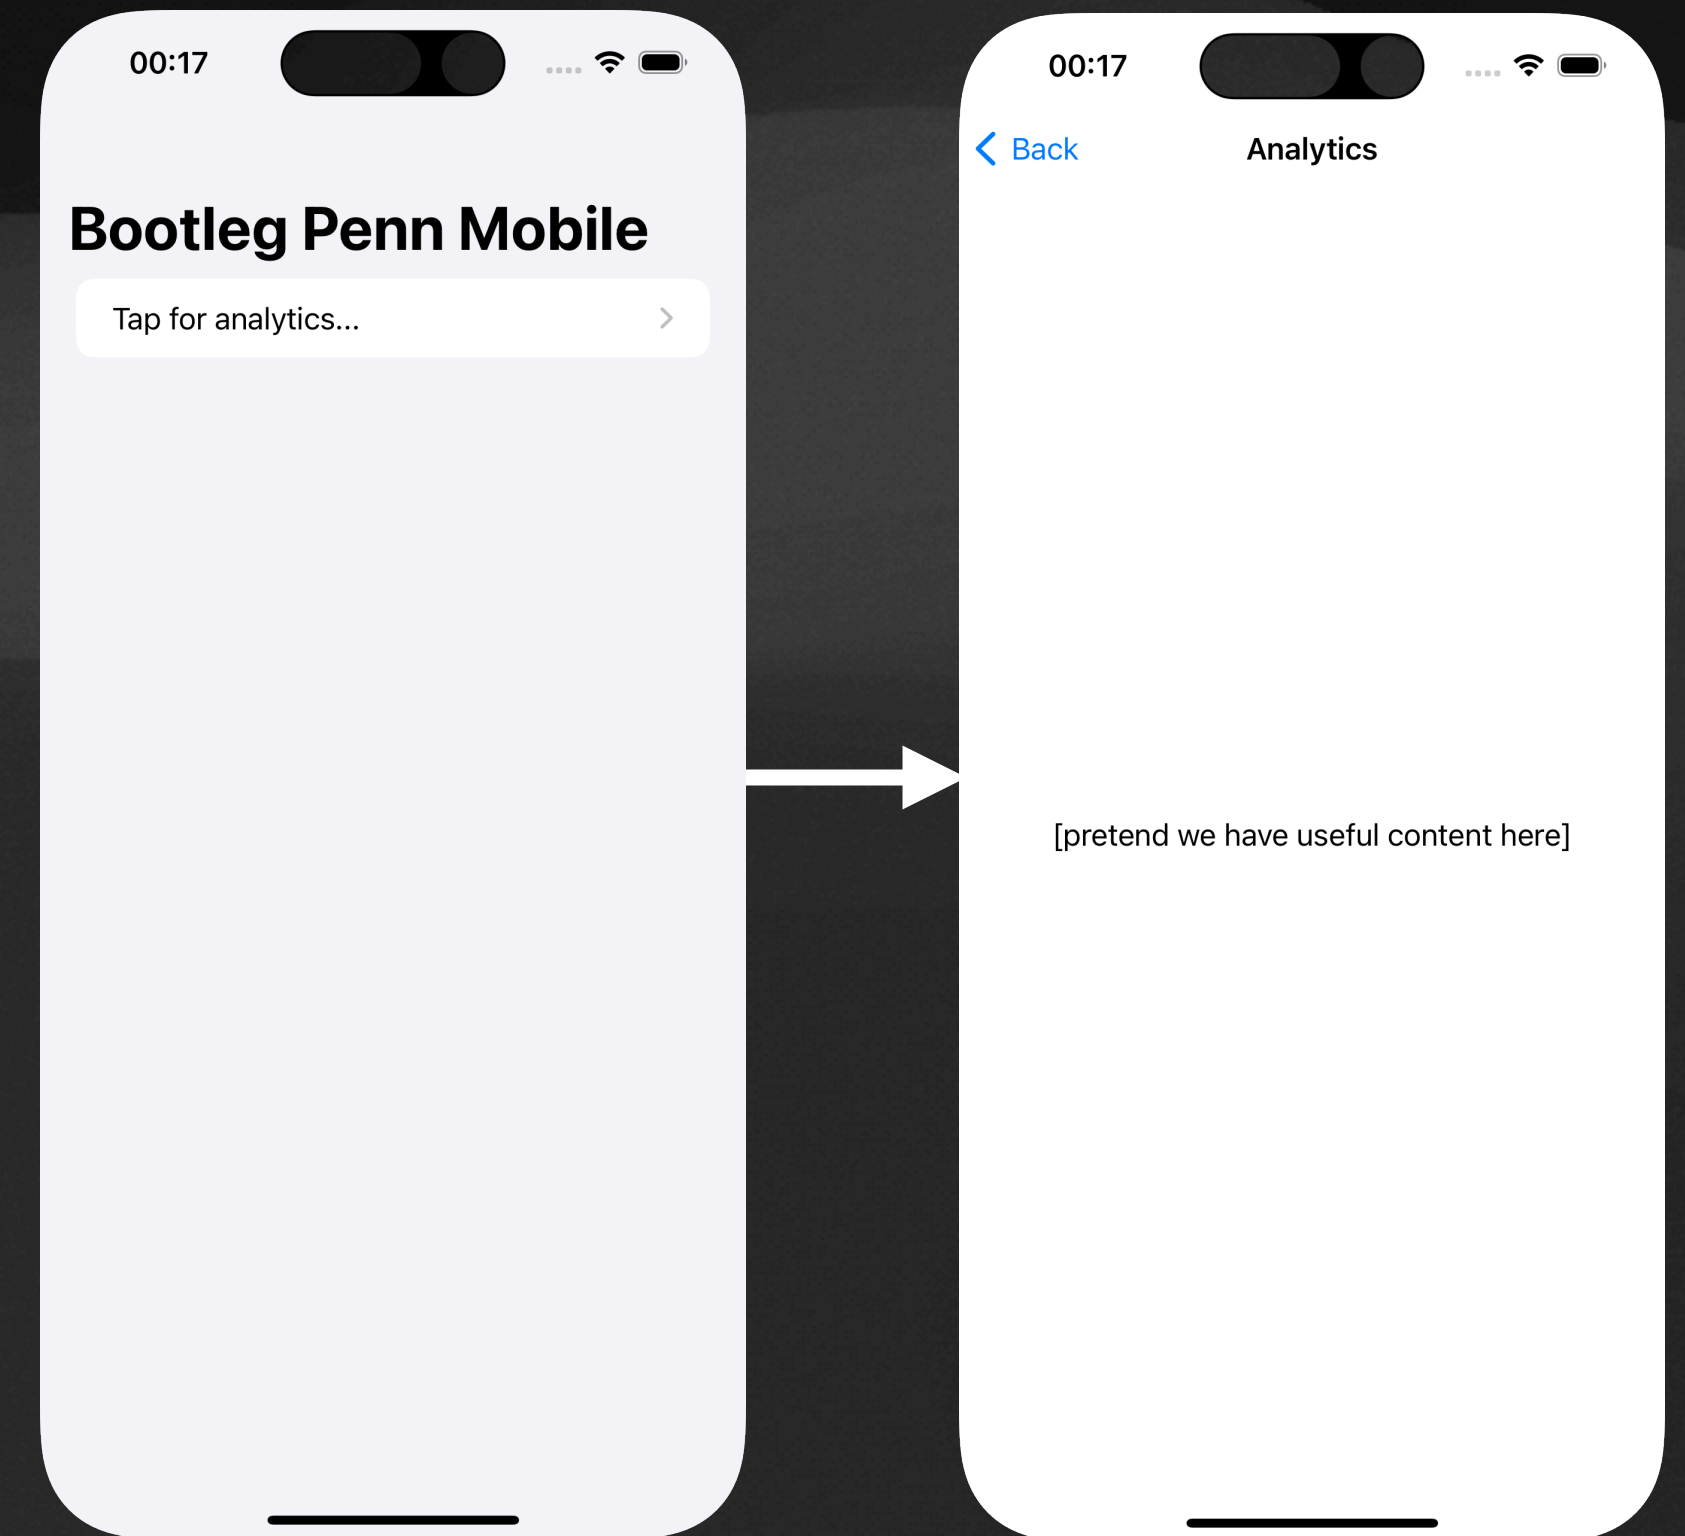 00:17
Bootleg Penn Mobile
Tap for analytics...
00:17
Back
Analytics
[pretend we have useful content here]